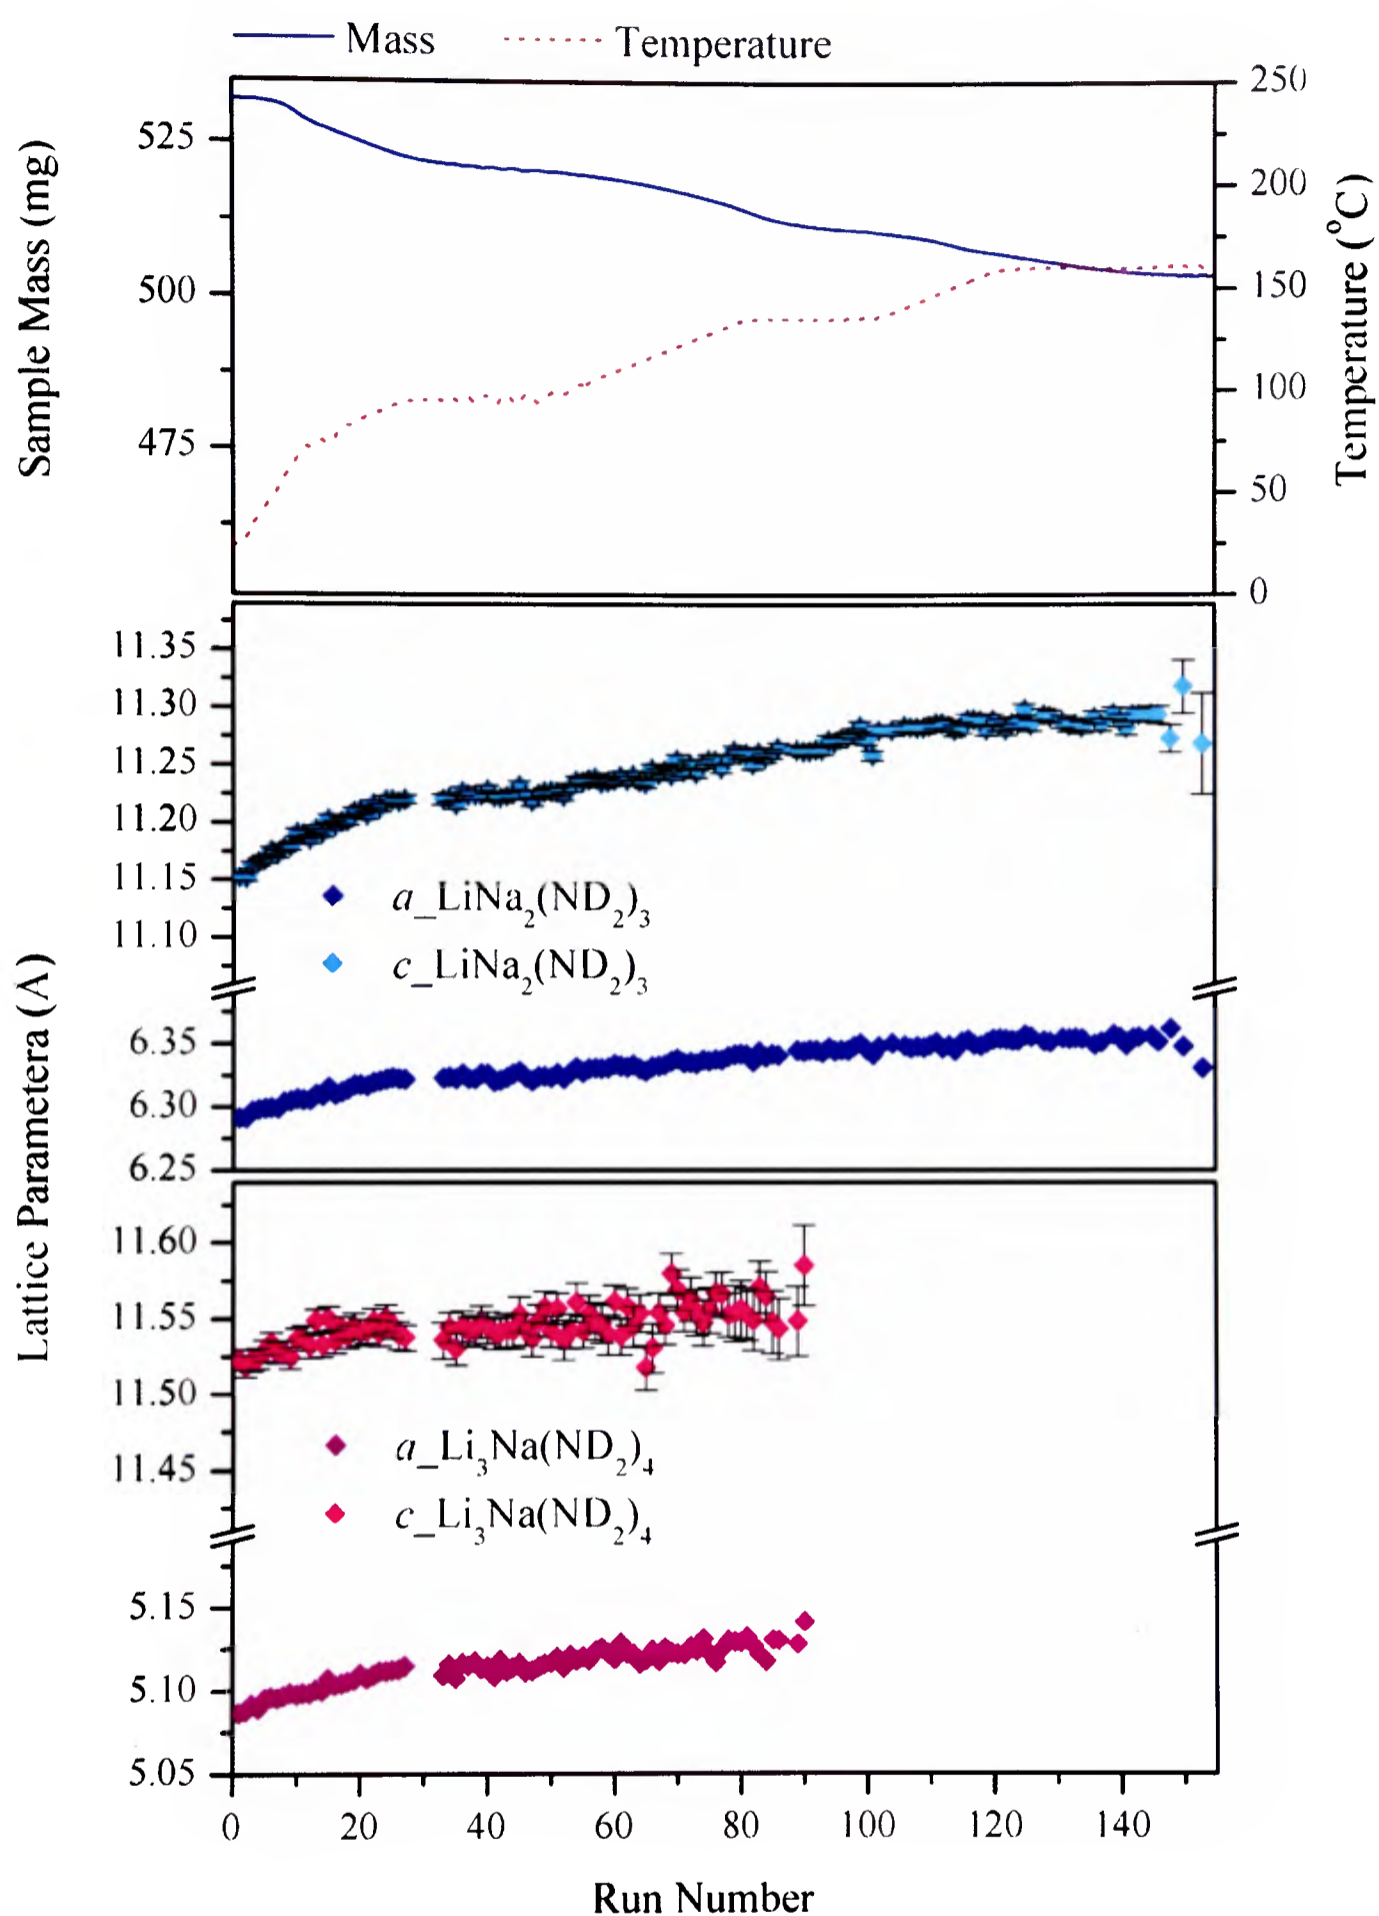 Mass Temperature
250
525
200
500
150
100
475
50
0
Sample Mass (mg)
Temperature (°C)
11.35
11.30
11.25
11.20
11.15
11.10
a_LiNa₂(ND₂)₃
c_LiNa₂(ND₂)₃
6.35
6.30
6.25
Lattice Parametera (A)
11.60
11.55
11.50
11.45
a_Li₃Na(ND₂)₄
c_Li₃Na(ND₂)₄
5.15
5.10
5.05
0 20 40 60 80 100 120 140
Run Number